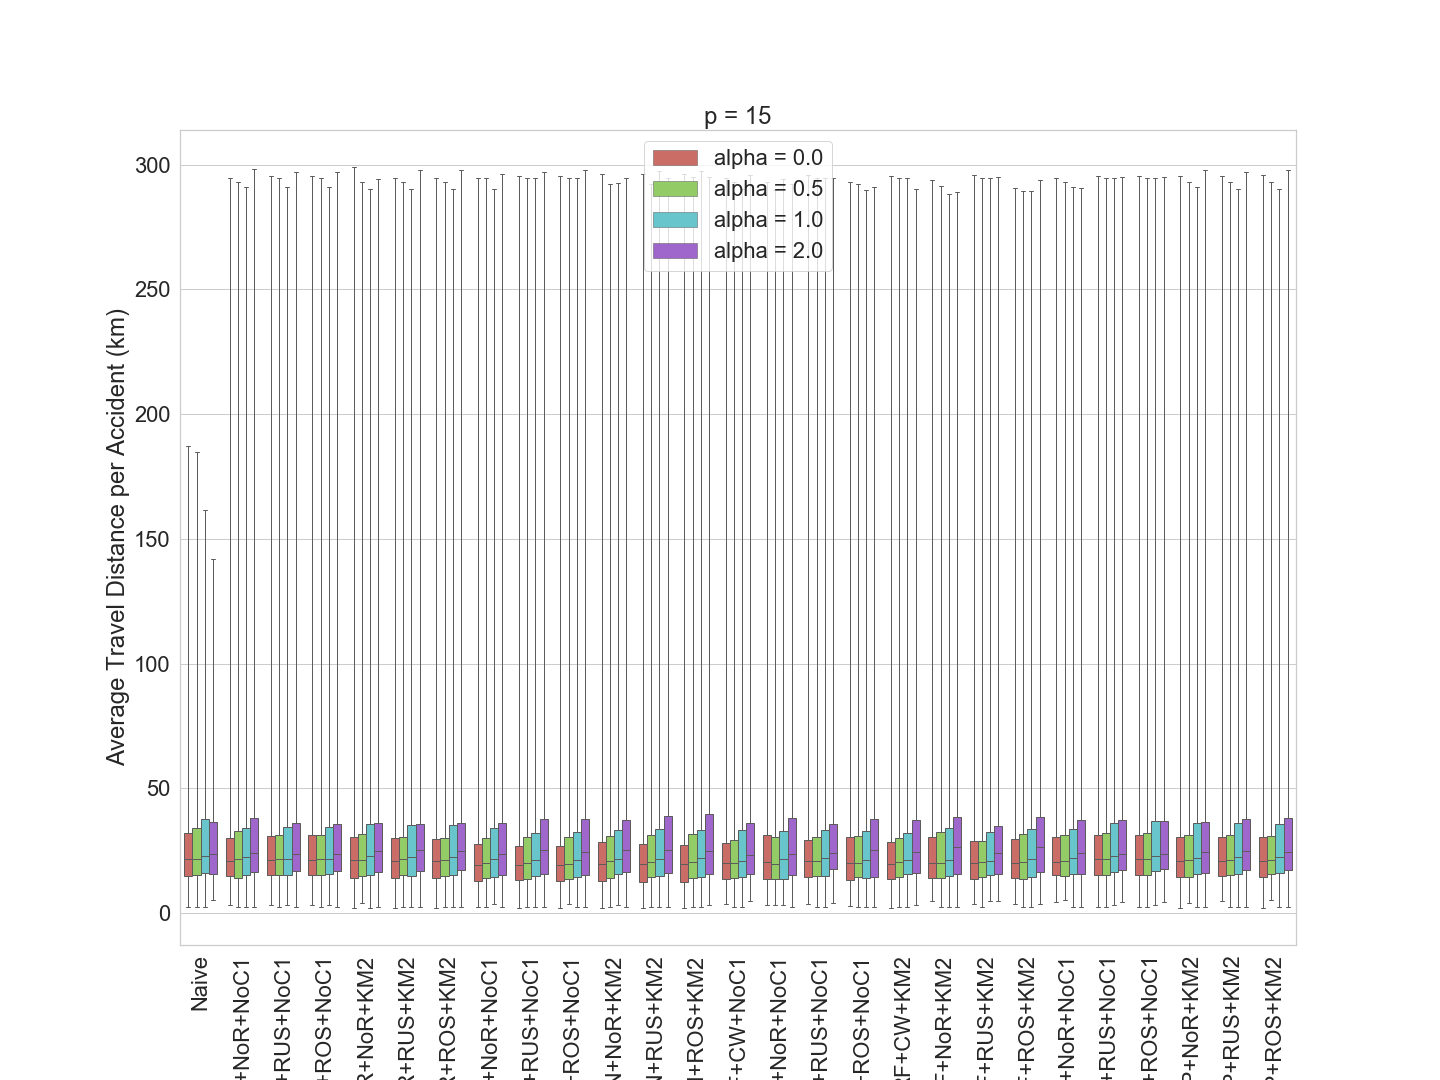 p = 15
alpha = 0.0
alpha = 0.5
alpha = 1.0
alpha = 2.0
Average Travel Distance per Accident (km)
300
250
200
150
100
50
0
Naive
+NoR+NoC1
+RUS+NoC1
+ROS+NoC1
R+NoR+KM2
R+RUS+KM2
R+ROS+KM2
+NoR+NoC1
+RUS+NoC1
+ROS+NoC1
N+NoR+KM2
N+RUS+KM2
N+ROS+KM2
F+CW+NoC1
+NoR+NoC1
+RUS+NoC1
+ROS+NoC1
RF+CW+KM2
F+NoR+KM2
F+RUS+KM2
F+ROS+KM2
+NoR+NoC1
+RUS+NoC1
+ROS+NoC1
P+NoR+KM2
P+RUS+KM2
P+ROS+KM2